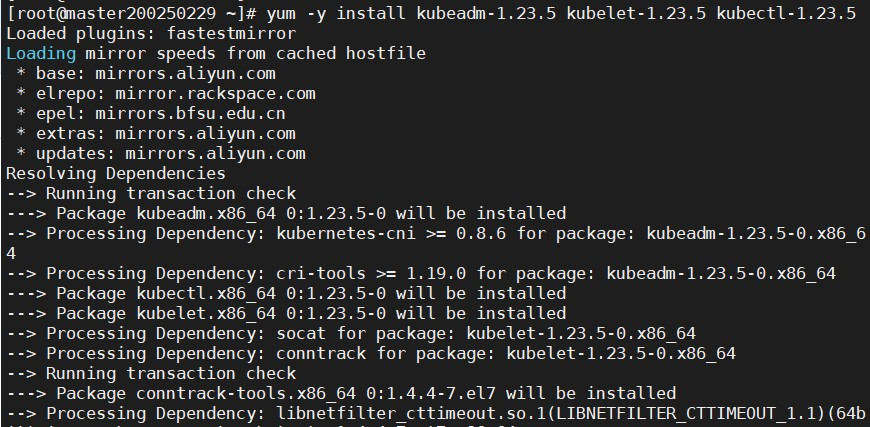 [root@master200250229 ~]# yum -y install kubeadm-1.23.5 kubelet-1.23.5 kubectl-1.23.5
Loaded plugins: fastestmirror
Loading mirror speeds from cached hostfile
 * base: mirrors.aliyun.com
 * elrepo: mirror.rackspace.com
 * epel: mirrors.bfsu.edu.cn
 * extras: mirrors.aliyun.com
 * updates: mirrors.aliyun.com
Resolving Dependencies
--> Running transaction check
---> Package kubeadm.x86_64 0:1.23.5-0 will be installed
--> Processing Dependency: kubernetes-cni >= 0.8.6 for package: kubeadm-1.23.5-0.x86_6
4
--> Processing Dependency: cri-tools >= 1.19.0 for package: kubeadm-1.23.5-0.x86_64
---> Package kubectl.x86_64 0:1.23.5-0 will be installed
---> Package kubelet.x86_64 0:1.23.5-0 will be installed
--> Processing Dependency: socat for package: kubelet-1.23.5-0.x86_64
--> Processing Dependency: conntrack for package: kubelet-1.23.5-0.x86_64
--> Running transaction check
---> Package conntrack-tools.x86_64 0:1.4.4-7.el7 will be installed
--> Processing Dependency: libnetfilter_cttimeout.so.1(LIBNETFILTER_CTTIMEOUT_1.1)(64b